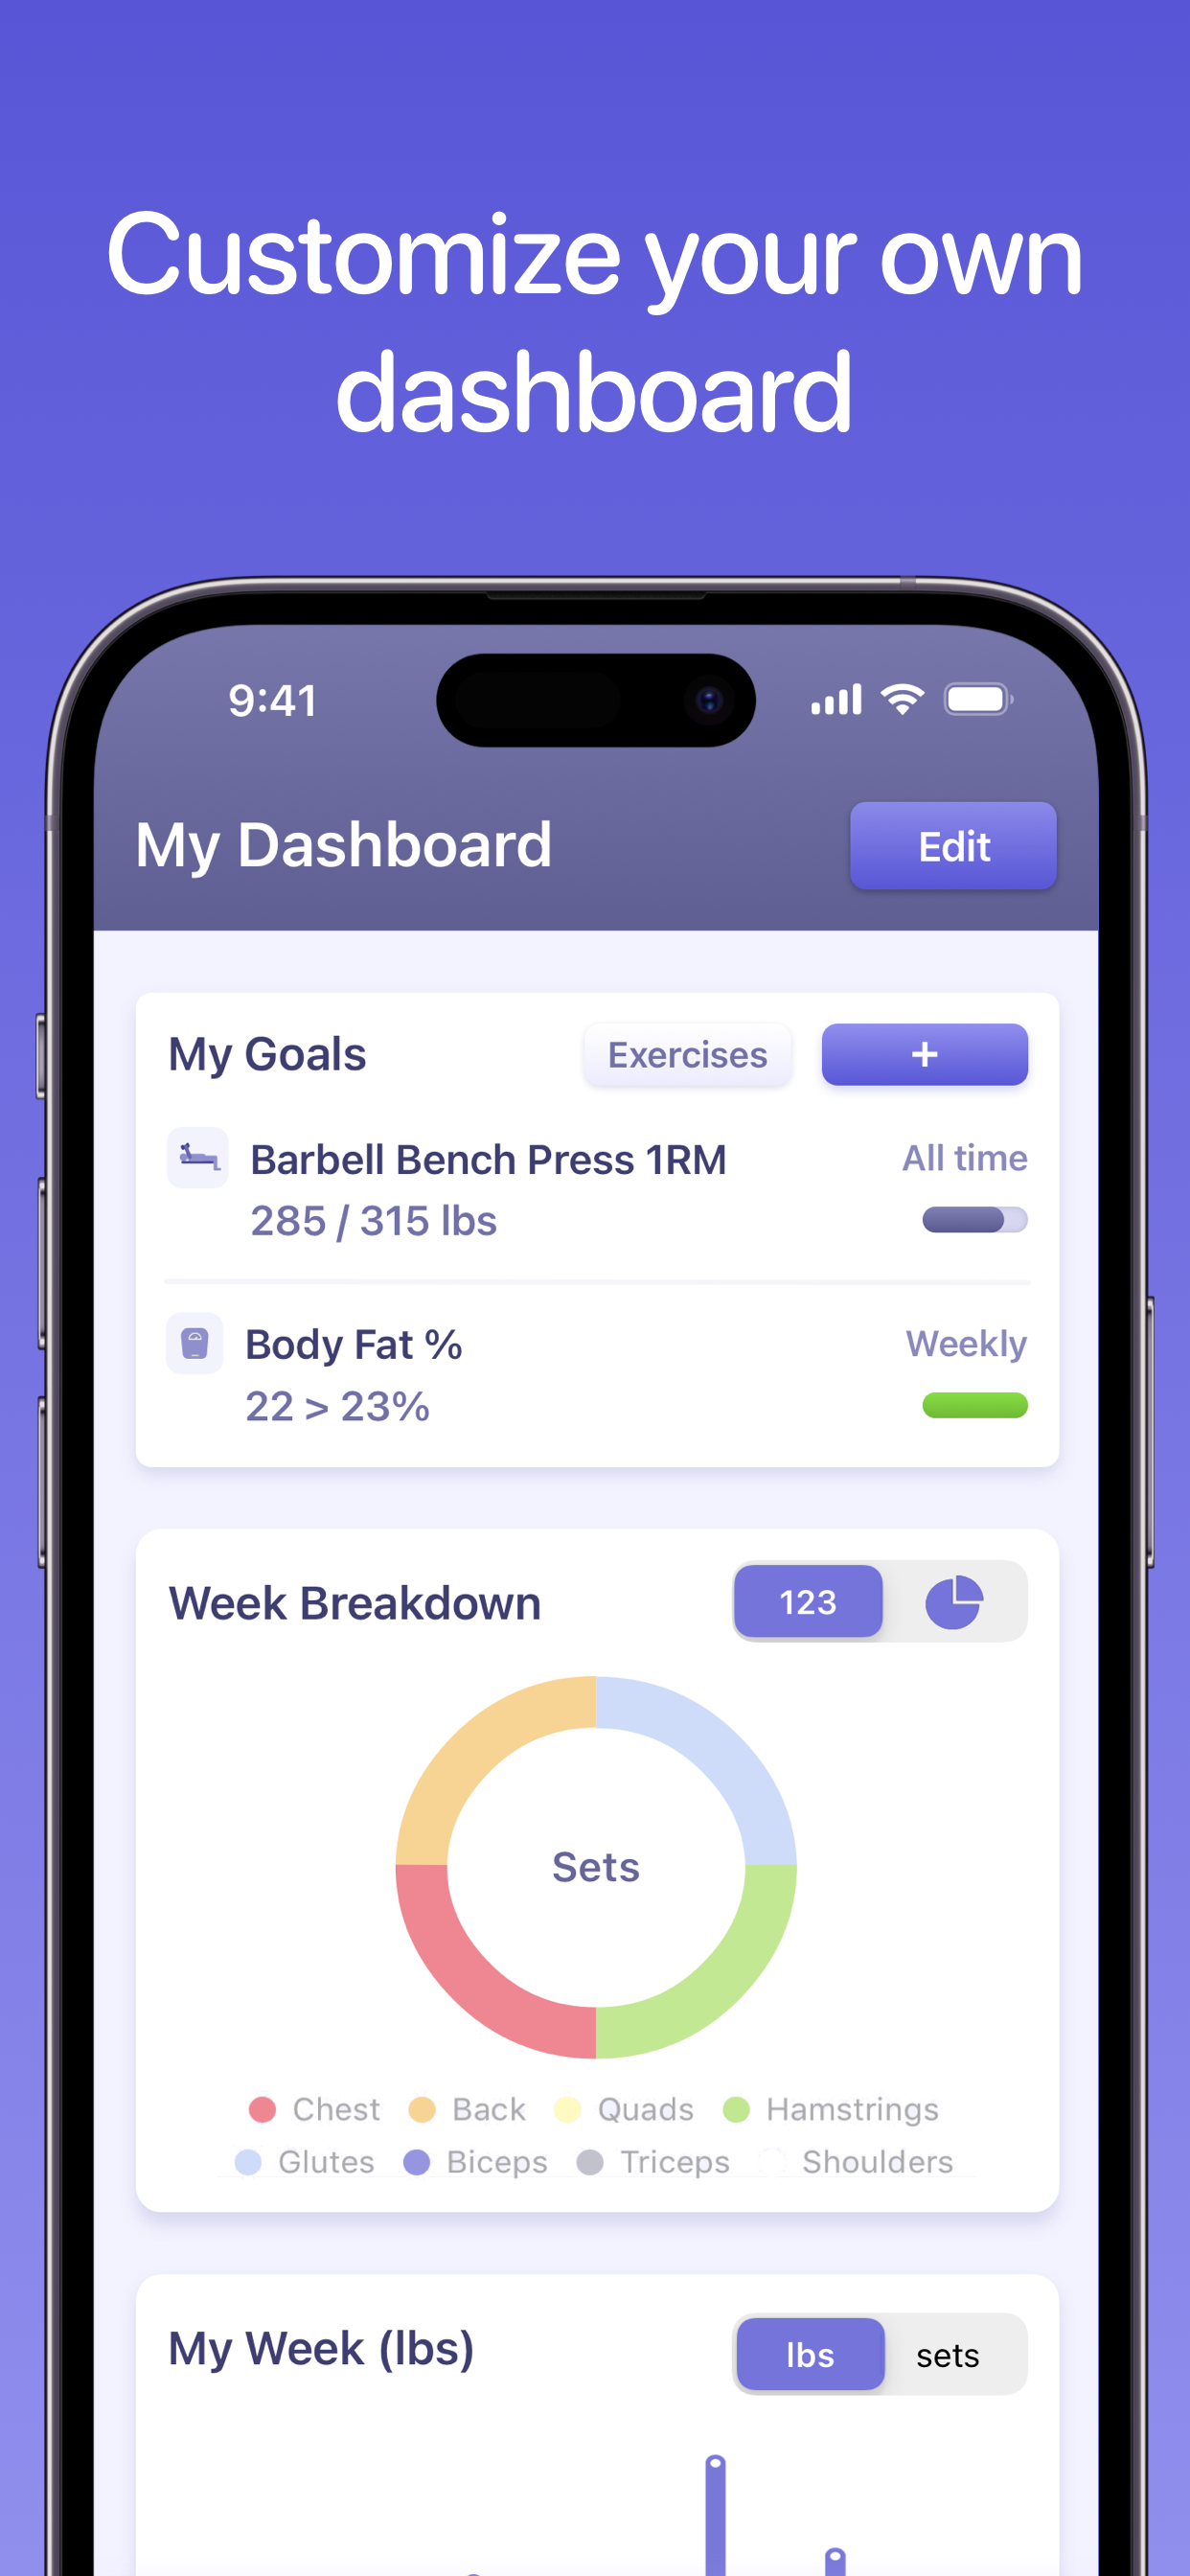 Customize your own
dashboard
9:41
My Dashboard
Edit
My Goals
Exercises
+
Barbell Bench Press 1RM
All time
285 / 315 lbs
Body Fat %
Weekly
22 > 23%
Week Breakdown
123
Sets
Chest Back Quads Hamstrings
Glutes Biceps Triceps Shoulders
My Week (lbs)
lbs
sets